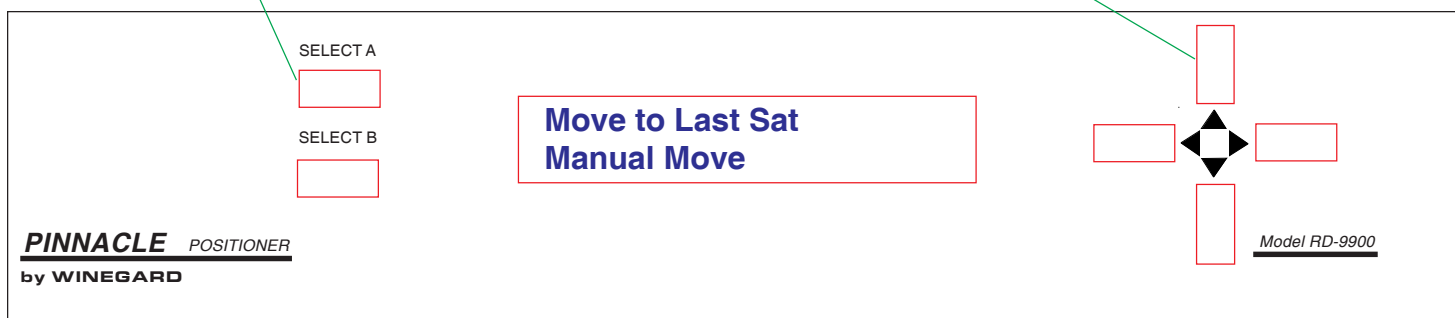 SELECT A
SELECT B
Move to Last Sat
Manual Move
PINNACLE POSITIONER
by WINEGARD
Model RD-9900